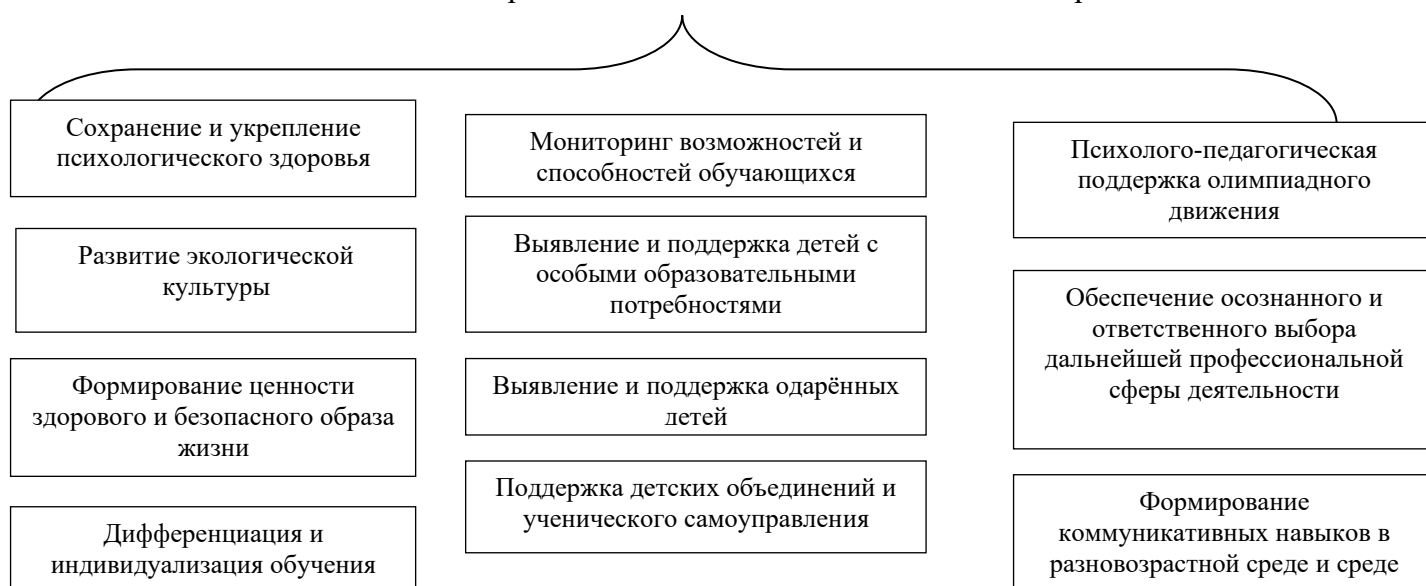 Сохранение и укрепление
психологического здоровья
Развитие экологической
культуры
Формирование ценности
здорового и безопасного образа
жизни
Дифференциация и
индивидуализация обучения
Мониторинг возможностей и
способностей обучающихся
Выявление и поддержка детей с
особыми образовательными
потребностями
Выявление и поддержка одарённых
детей
Поддержка детских объединений и
ученического самоуправления
Психолого-педагогическая
поддержка олимпиадного
движения
Обеспечение осознанного и
ответственного выбора
дальнейшей профессиональной
сферы деятельности
Формирование
коммуникативных навыков в
разновозрастной среде и среде